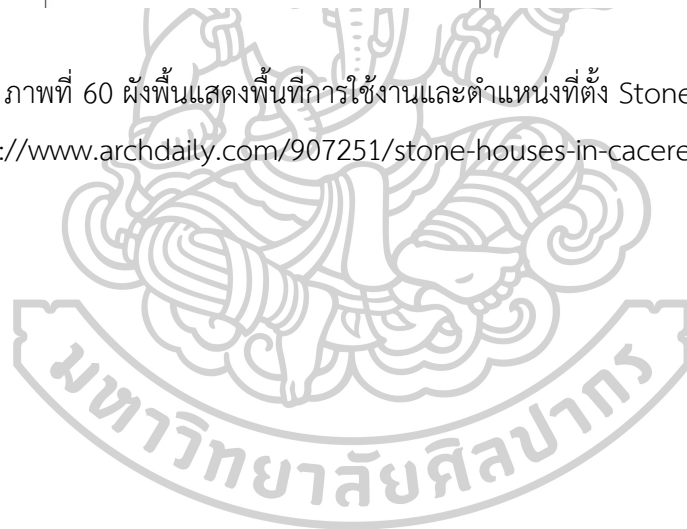 ภาพที่ 60 ผังพื้นแสดงพื้นที่การใช้งานและตำแหน่งที่ตั้ง Stone
://www.archdaily.com/907251/stone-houses-in-cacere
มหาวิทยาลัยศิลปากร